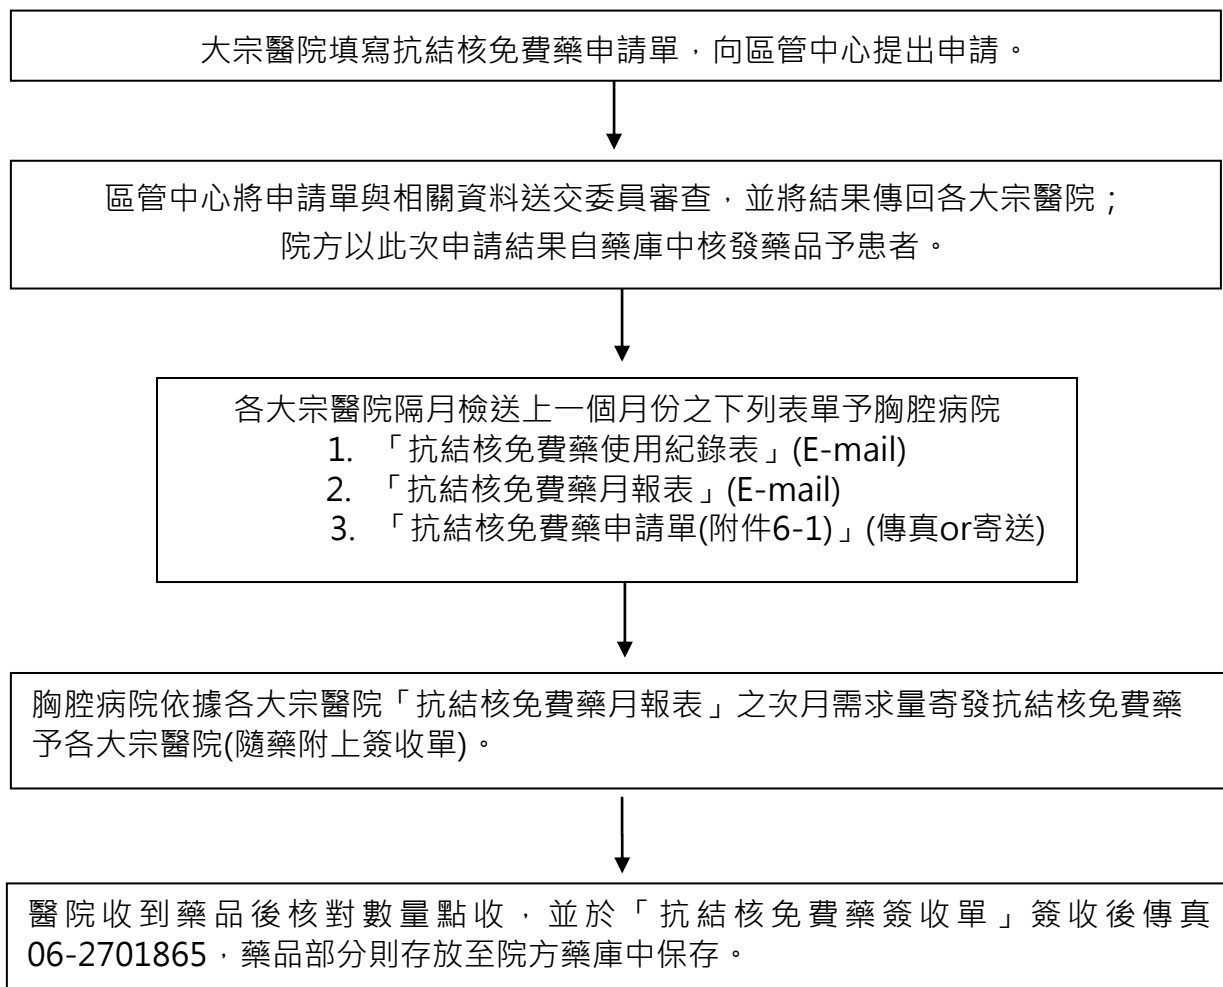 大宗醫院填寫抗結核免費藥申請單，向區管中心提出申請。
區管中心將申請單與相關資料送交委員審查，並將結果傳回各大宗醫院；
院方以此次申請結果自藥庫中核發藥品予患者。
各大宗醫院隔月檢送上一個月份之下列表單予胸腔病院
1. 「抗結核免費藥使用紀錄表」(E-mail)
2. 「抗結核免費藥月報表」(E-mail)
3. 「抗結核免費藥申請單(附件6-1)」(傳真or寄送)
胸腔病院依據各大宗醫院「抗結核免費藥月報表」之次月需求量寄發抗結核免費藥
予各大宗醫院(隨藥附上簽收單)。
醫院收到藥品後核對數量點收，並於「抗結核免費藥簽收單」簽收後傳真
06-2701865，藥品部分則存放至院方藥庫中保存。